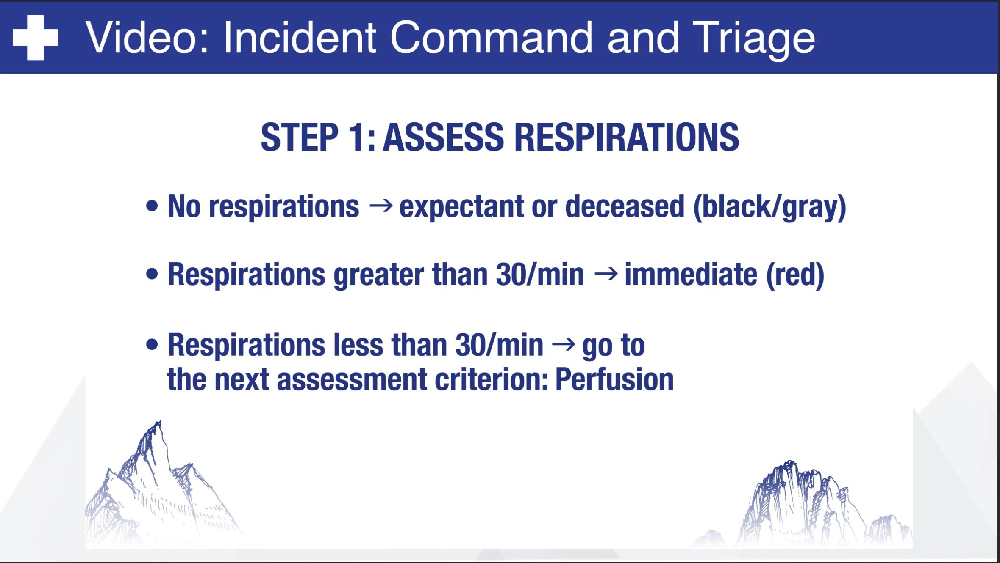 Video: Incident Command and Triage
STEP 1: ASSESS RESPIRATIONS
• No respirations → expectant or deceased (black/gray)
• Respirations greater than 30/min → immediate (red)
• Respirations less than 30/min → go to
the next assessment criterion: Perfusion